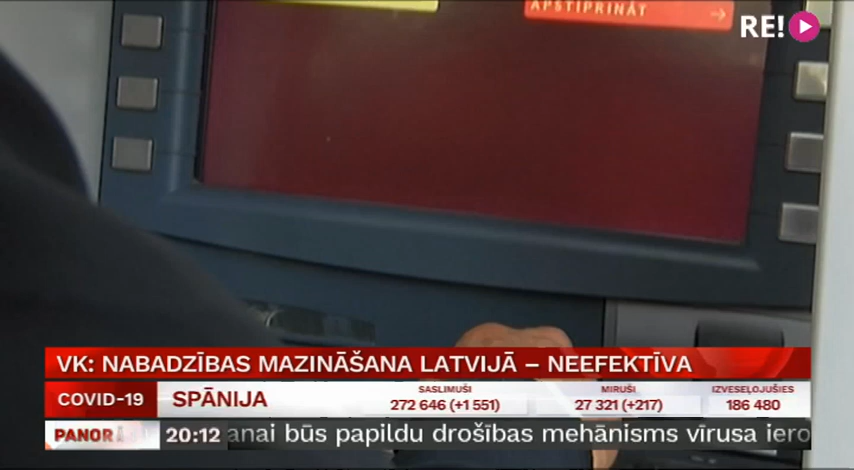 APSTIPRINĀT →
RE!
VK: NABADZĪBAS MAZINĀŠANA LATVIJĀ – NEEFEKTĪVA
COVID-19 SPĀNIJA SASLIMUŠI MIRUŠI IZVESEĻOJUŠIES
272 646 (+1 551) 27 321 (+217) 186 480
PANORĀ 20:12 anai būs papildu drošības mehānisms vīrusa iero